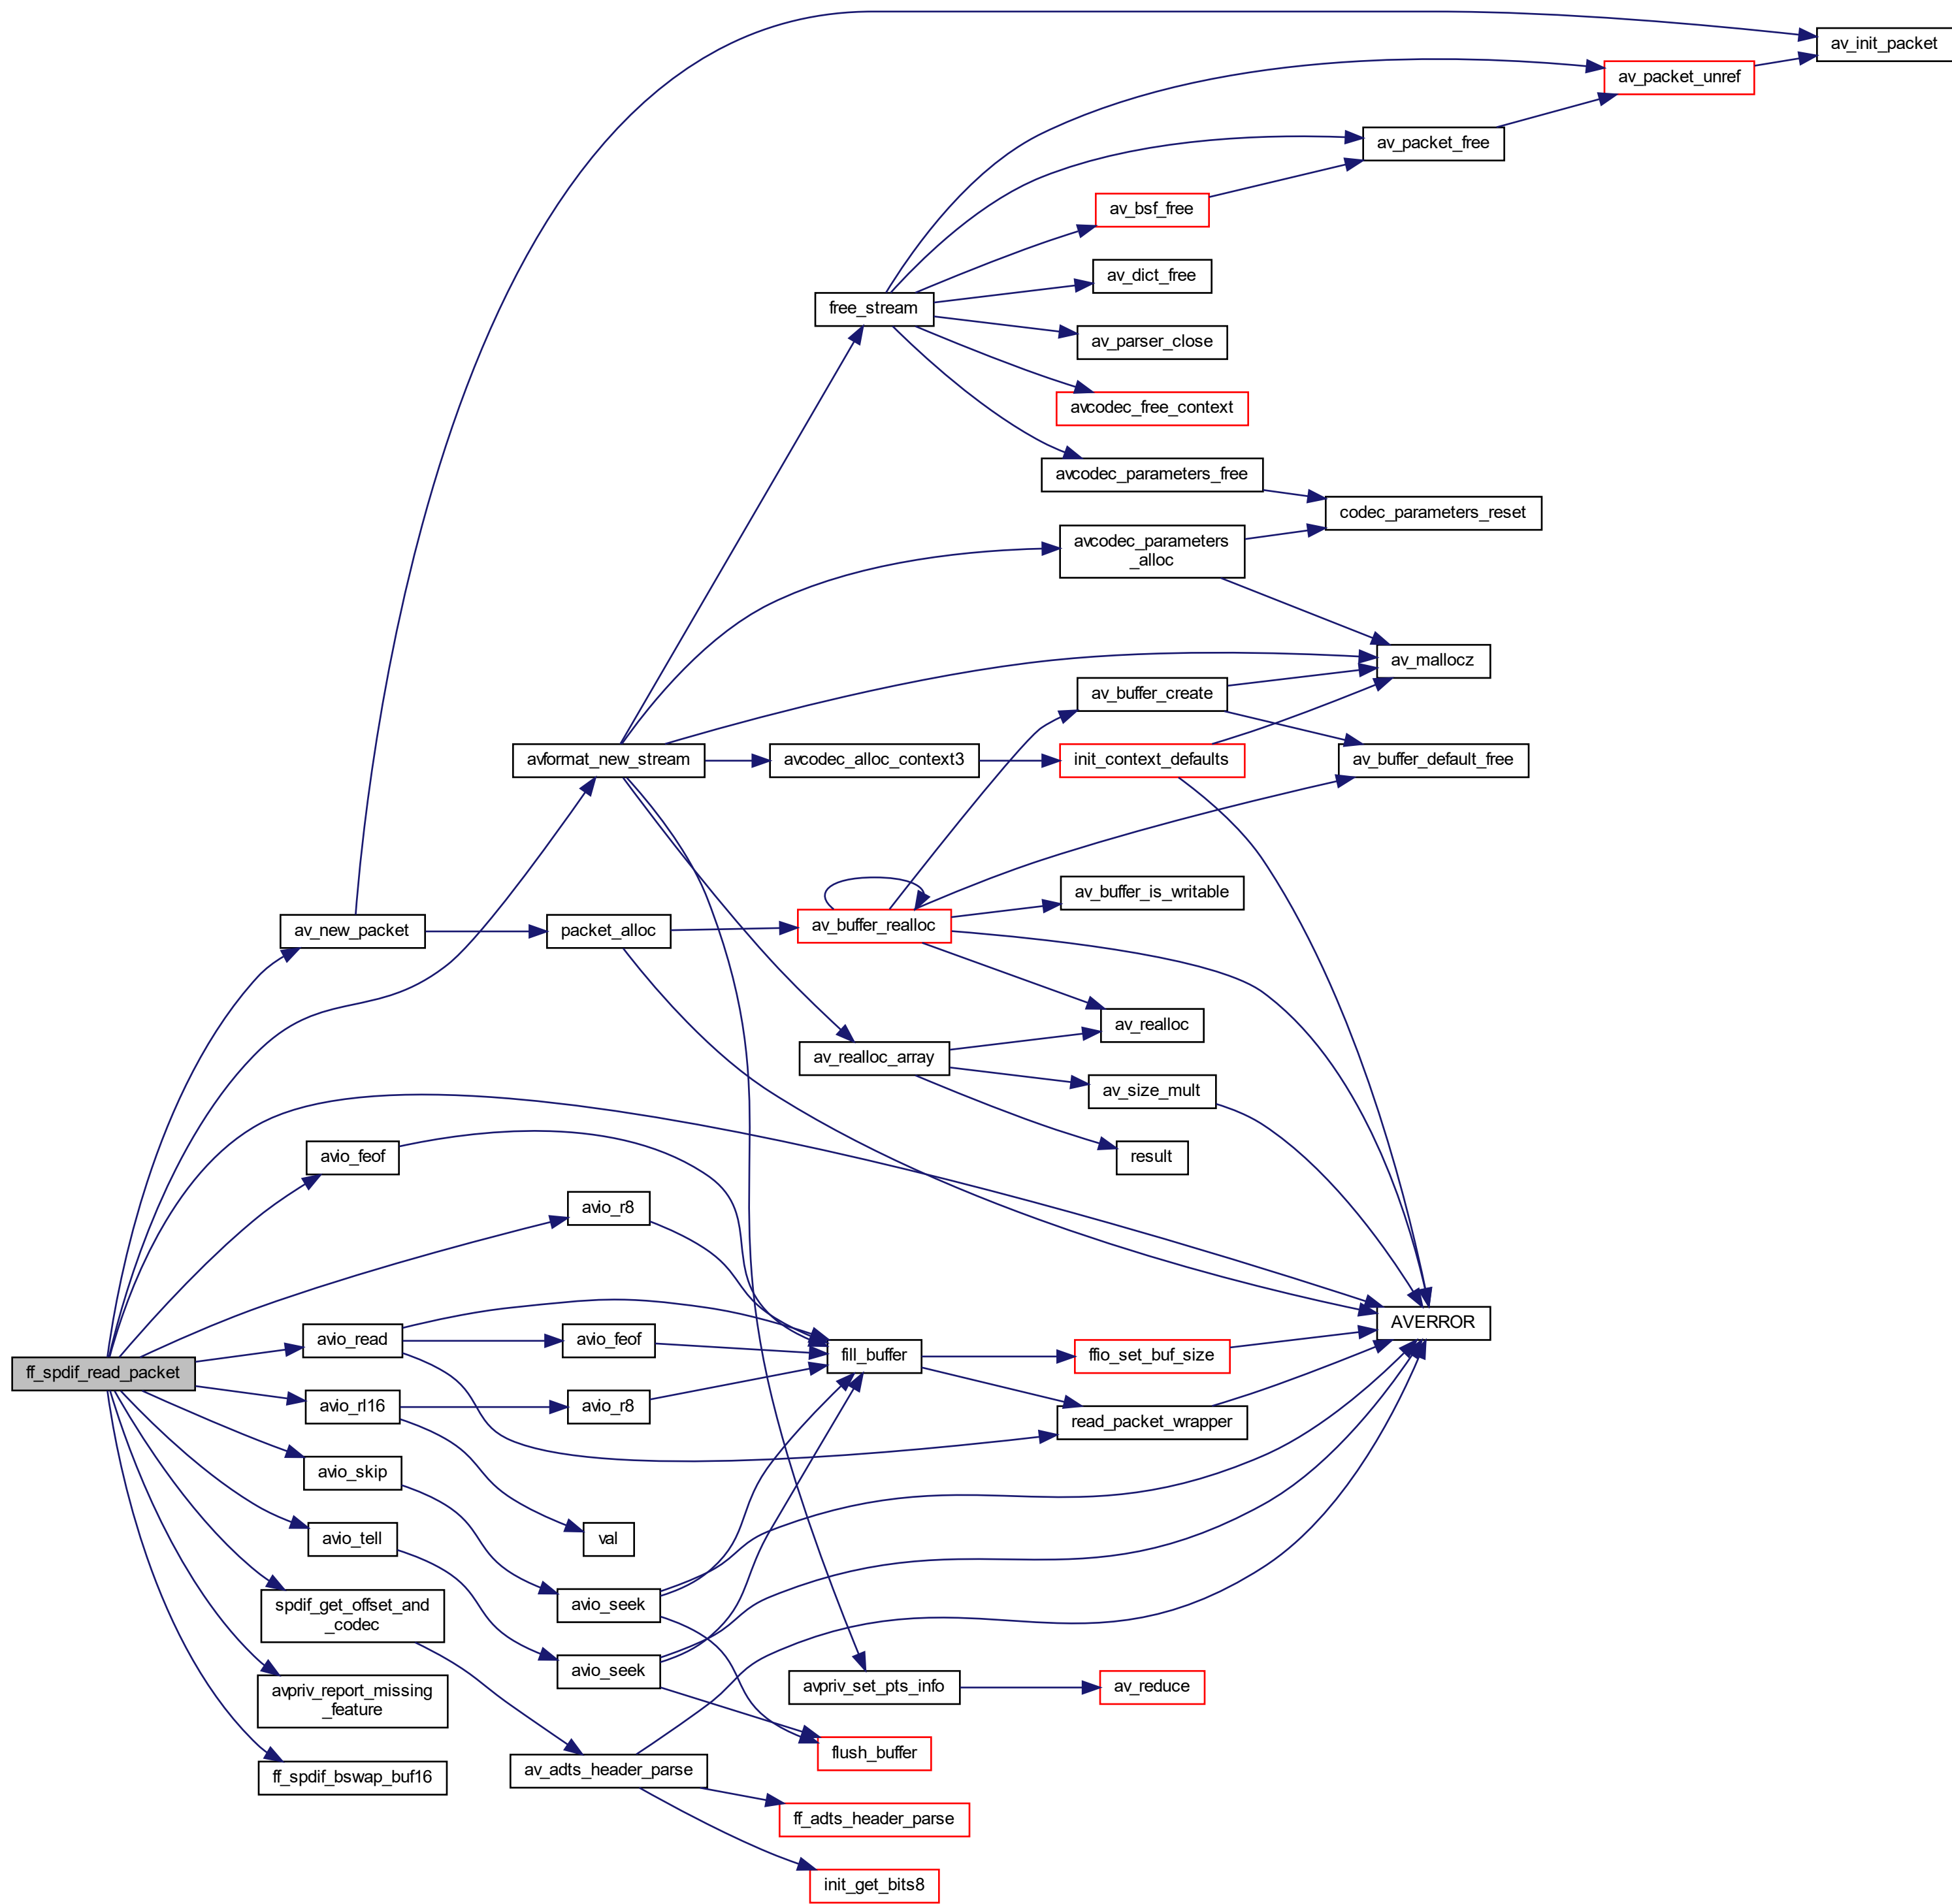 av_init_packet
av_packet_unref
av_packet_free
av_bsf_free
av_dict_free
free_stream
av_parser_close
avcodec_free_context
avcodec_parameters_free
codec_parameters_reset
avcodec_parameters
_alloc
av_mallocz
av_buffer_create
avformat_new_stream
avcodec_alloc_context3
init_context_defaults
av_buffer_default_free
av_buffer_is_writable
av_new_packet
packet_alloc
av_buffer_realloc
av_realloc
av_realloc_array
av_size_mult
avio_feof
result
avio_r8
AVERROR
avio_read
avio_feof
fill_buffer
ffio_set_buf_size
ff_spdif_read_packet
avio_rl16
avio_r8
read_packet_wrapper
avio_skip
avio_tell
val
spdif_get_offset_and
_codec
avio_seek
avio_seek
avpriv_report_missing
_feature
avpriv_set_pts_info
av_reduce
flush_buffer
ff_spdif_bswap_buf16
av_adts_header_parse
ff_adts_header_parse
init_get_bits8